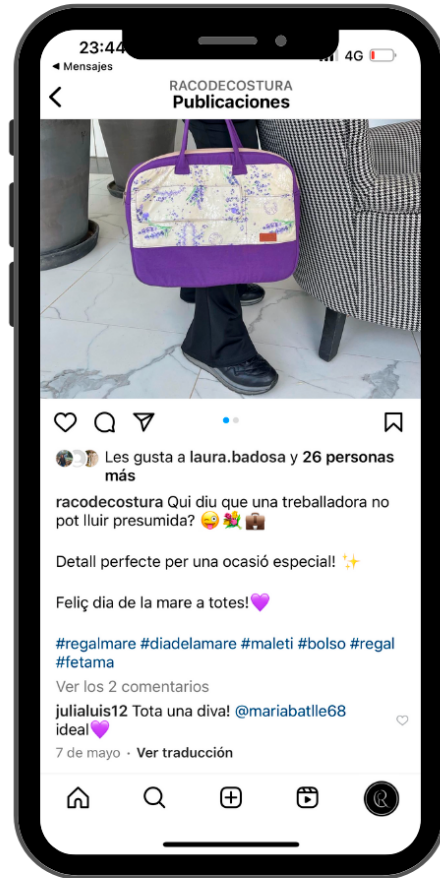 23:44
4G
◀ Mensajes
RACODECOSTURA
Publicaciones
Les gusta a laura.badosa y 26 personas
más
racodecostura Qui diu que una treballadora no
pot lluir presumida? 😜💐💼
Detall perfecte per una ocasió especial! ✨
Feliç dia de la mare a totes!💜
#regalmare #diadelamare #maleti #bolso #regal
#fetama
Ver los 2 comentarios
julialuis12 Tota una diva! @mariabatlle68
ideal💜
7 de mayo · Ver traducción